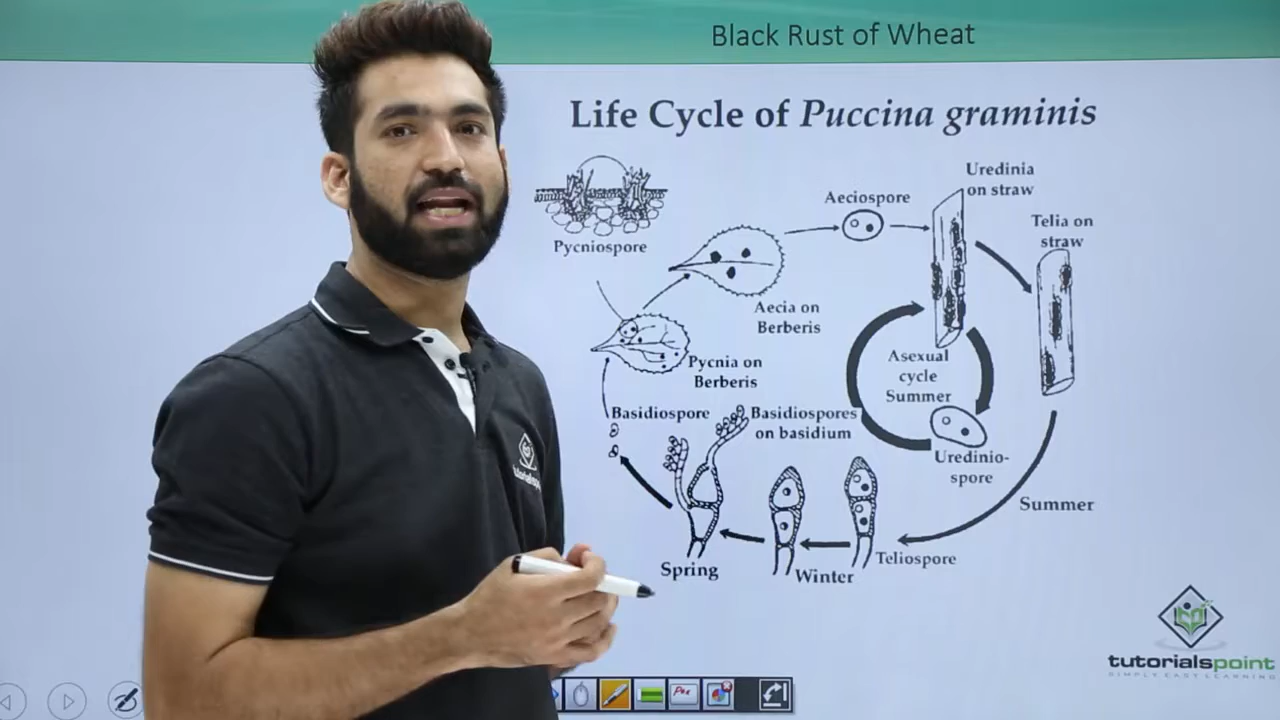 Black Rust of Wheat
Life Cycle of Puccina graminis
Uredinia
on straw
Aeciospore
Telia on
straw
Pycniospore
Aecia on
Berberis
Pycnia on
Berberis
Asexual
cycle
Summer
Basidiospore
Basidiospores
on basidium
Uredinio-
spore
Summer
Teliospore
Spring
Winter
tutorialspoint
SIMPLY EASY LEARNING